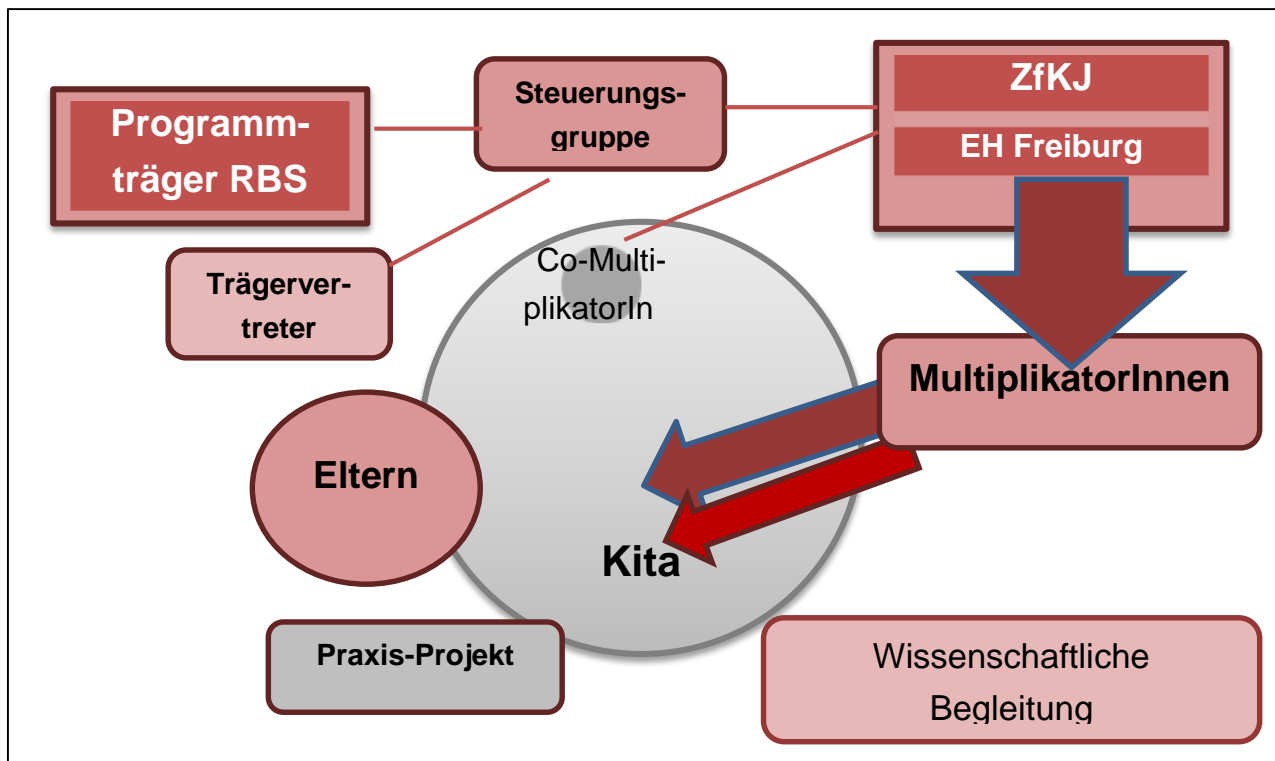 Programm-
träger RBS
Steuerungs-
gruppe
ZfKJ
EH Freiburg
Trägerver-
treter
Co-Multi-
plikatorIn
MultiplikatorInnen
Eltern
Kita
Praxis-Projekt
Wissenschaftliche
Begleitung